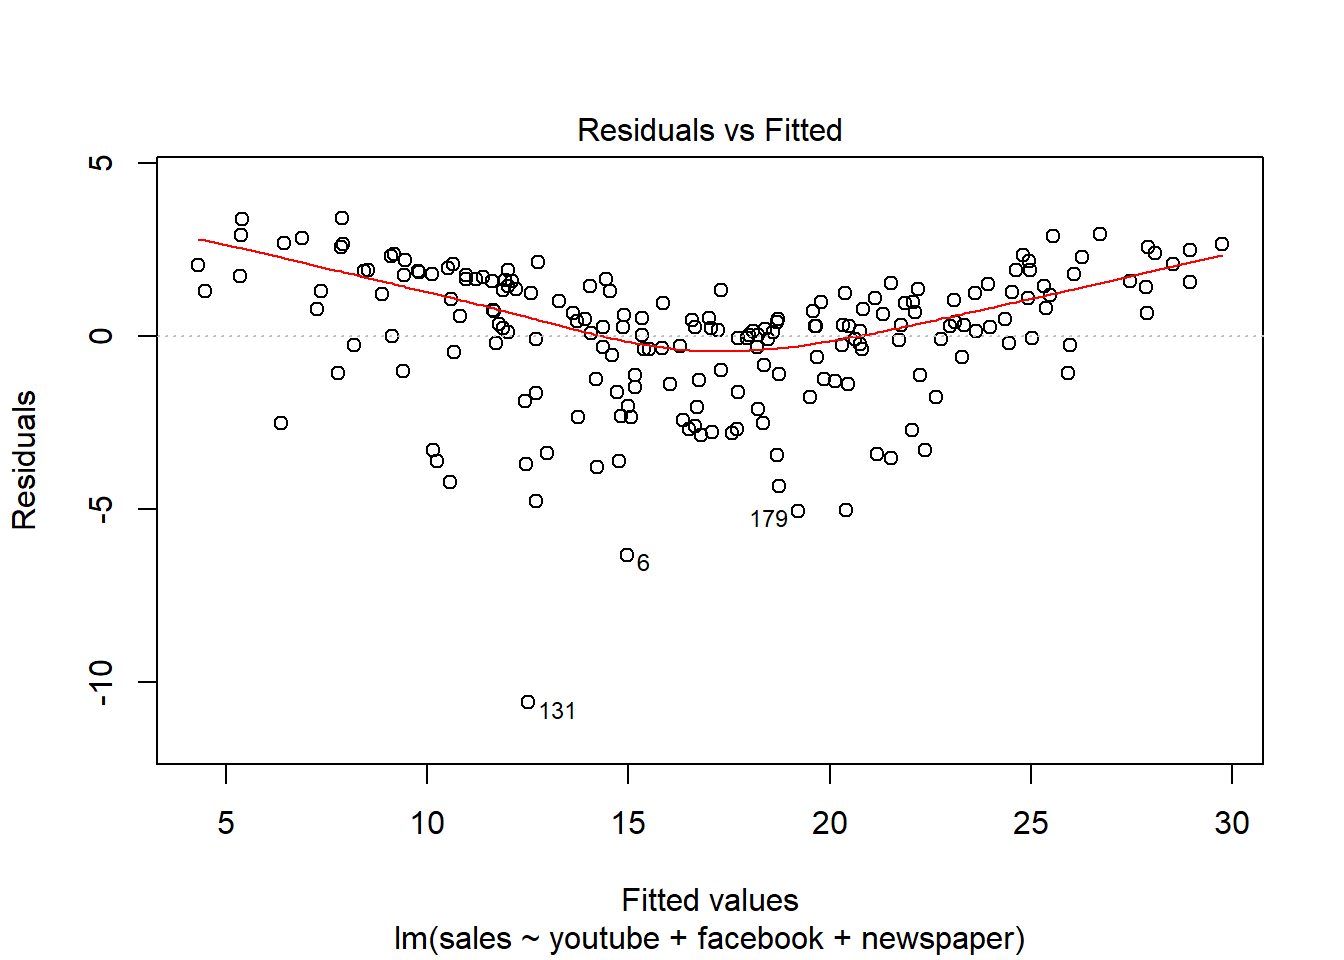 Residuals vs Fitted
5
0
-5
-10
Residuals
179
6
131
5 10 15 20 25 30
Fitted values
lm(sales ~ youtube + facebook + newspaper)